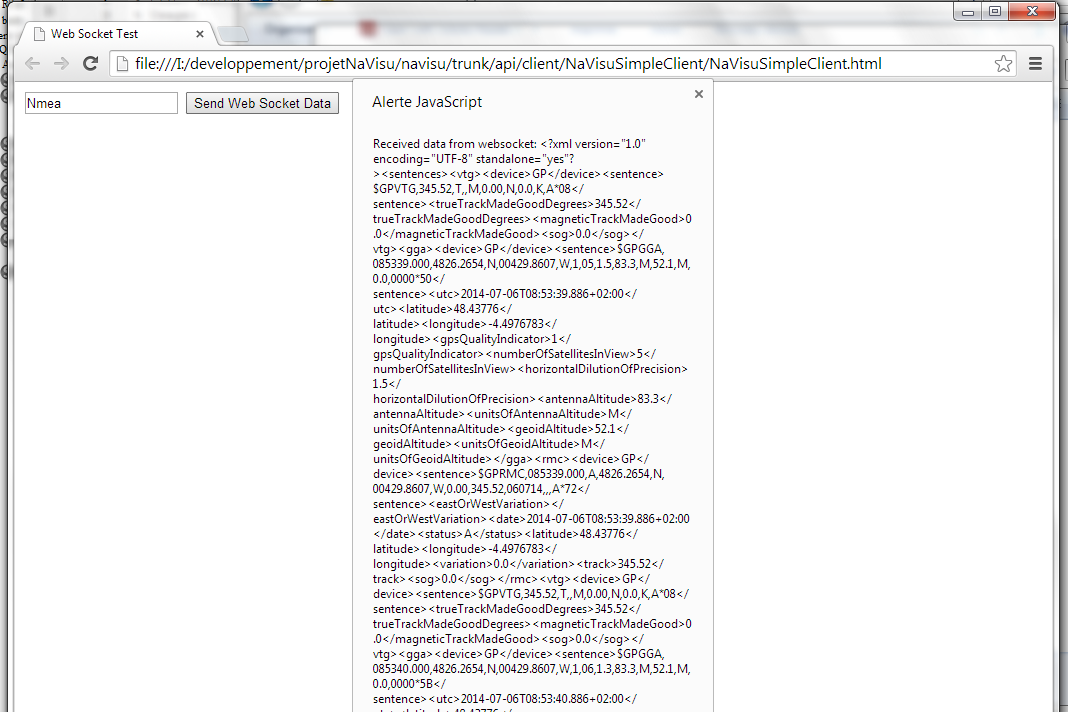 Web Socket Test
file:///I:/developpement/projetNaVisu/navisu/trunk/api/client/NaVisuSimpleClient/NaVisuSimpleClient.html
Nmea
Send Web Socket Data
Alerte JavaScript
Received data from websocket: <?xml version="1.0"
encoding="UTF-8" standalone="yes"?
><sentences><vtg><device>GP</device><sentence>
$GPVTG,345.52,T,,M,0.00,N,0.0,K,A*08</
sentence><trueTrackMadeGoodDegrees>345.52</
trueTrackMadeGoodDegrees><magneticTrackMadeGood>0
.0</magneticTrackMadeGood><sog>0.0</sog></
vtg><gga><device>GP</device><sentence>$GPGGA,
085339.000,4826.2654,N,00429.8607,W,1,05,1.5,83.3,M,52.1,M,
0.0,0000*50</
sentence><utc>2014-07-06T08:53:39.886+02:00</
utc><latitude>48.43776</
latitude><longitude>-4.4976783</
longitude><gpsQualityIndicator>1</
gpsQualityIndicator><numberOfSatellitesInView>5</
numberOfSatellitesInView><horizontalDilutionOfPrecision>
1.5</
horizontalDilutionOfPrecision><antennaAltitude>83.3</
antennaAltitude><unitsOfAntennaAltitude>M</
unitsOfAntennaAltitude><geoidAltitude>52.1</
geoidAltitude><unitsOfGeoidAltitude>M</
unitsOfGeoidAltitude></gga><rmc><device>GP</
device><sentence>$GPRMC,085339.000,A,4826.2654,N,
00429.8607,W,0.00,345.52,060714,,,A*72</
sentence><eastOrWestVariation></
eastOrWestVariation><date>2014-07-06T08:53:39.886+02:00
</date><status>A</status><latitude>48.43776</
latitude><longitude>-4.4976783</
longitude><variation>0.0</variation><track>345.52</
track><sog>0.0</sog></rmc><vtg><device>GP</
device><sentence>$GPVTG,345.52,T,,M,0.00,N,0.0,K,A*08</
sentence><trueTrackMadeGoodDegrees>345.52</
trueTrackMadeGoodDegrees><magneticTrackMadeGood>0
.0</magneticTrackMadeGood><sog>0.0</sog></
vtg><gga><device>GP</device><sentence>$GPGGA,
085340.000,4826.2654,N,00429.8607,W,1,06,1.3,83.3,M,52.1,M,
0.0,0000*5B</
sentence><utc>2014-07-06T08:53:40.886+02:00</